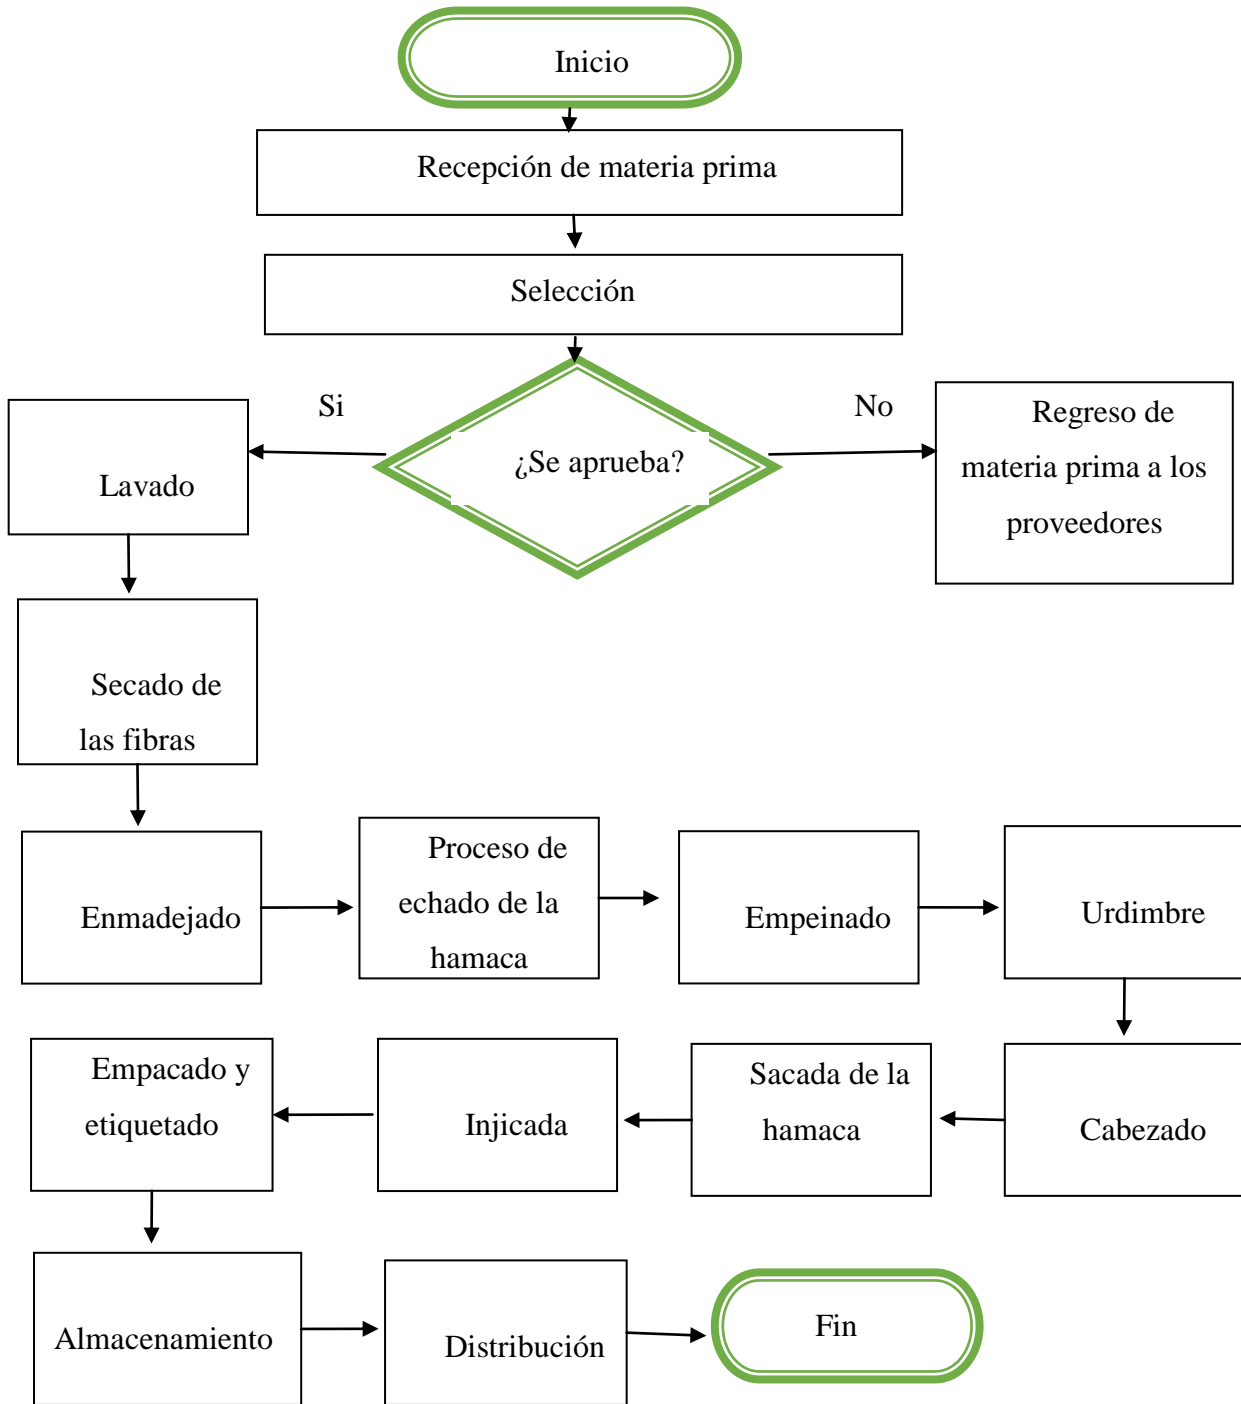 Inicio
Recepción de materia prima
Selección
Si
No
¿Se aprueba?
Regreso de
materia prima a los
proveedores
Lavado
Secado de
las fibras
Enmadejado
Proceso de
echado de la
hamaca
Empeinado
Urdimbre
Cabezado
Sacada de la
hamaca
Injicada
Empacado y
etiquetado
Almacenamiento
Distribución
Fin